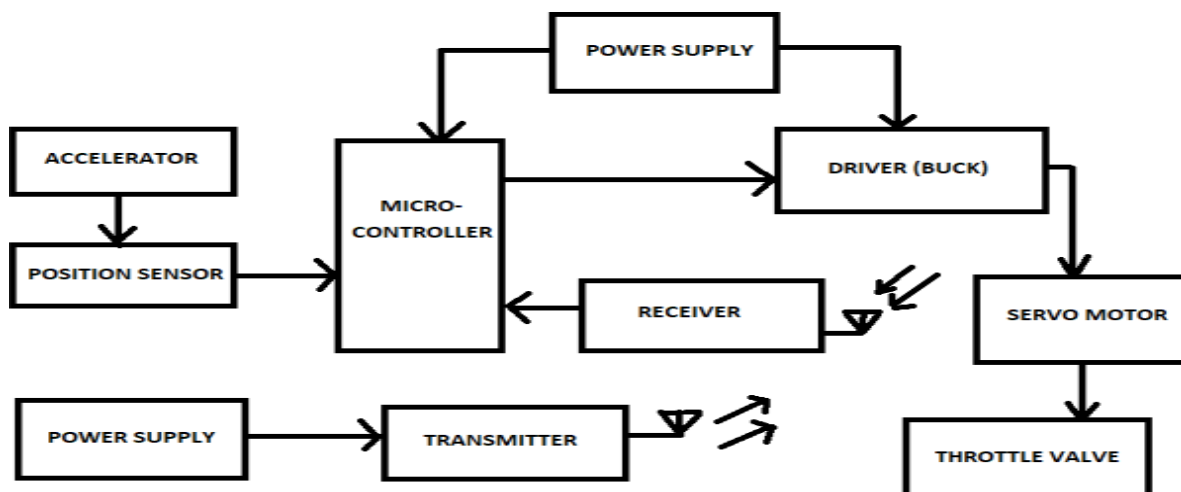 POWER SUPPLY
ACCELERATOR
DRIVER (BUCK)
MICRO-
CONTROLLER
POSITION SENSOR
RECEIVER
SERVO MOTOR
POWER SUPPLY
TRANSMITTER
THROTTLE VALVE